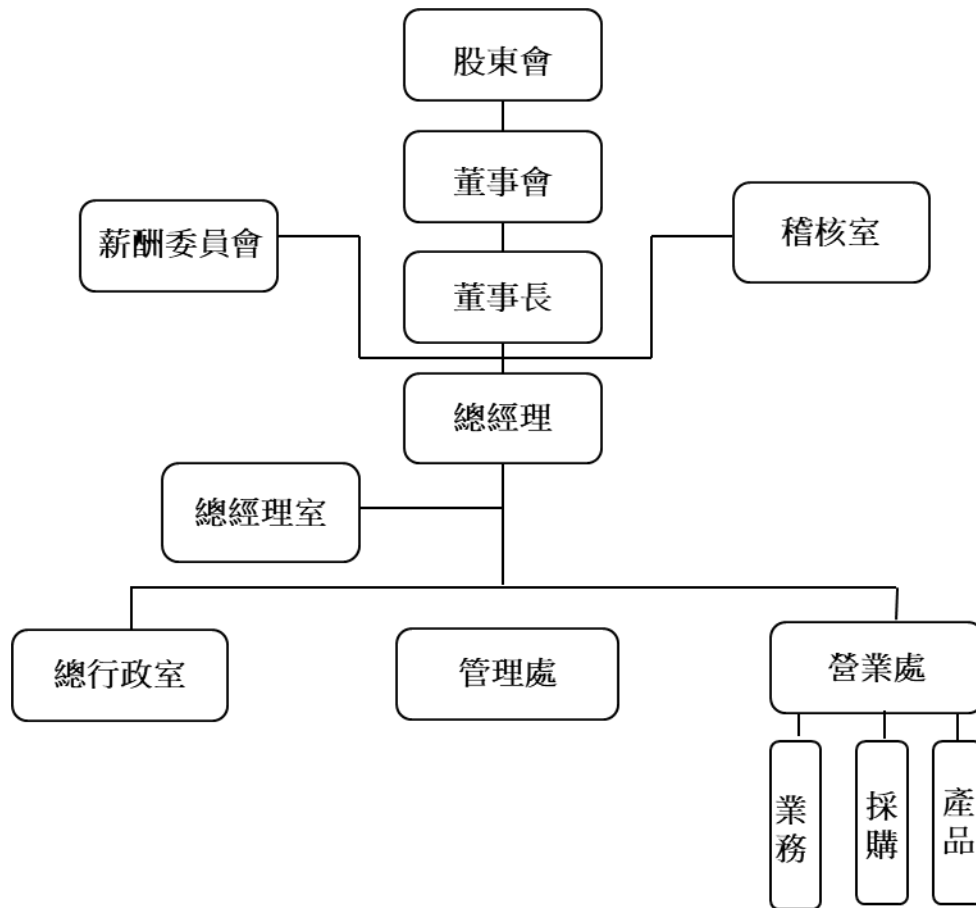 股東會
董事會
薪酬委員會
稽核室
董事長
總經理
總經理室
總行政室
管理處
營業處
業務
採購
產品